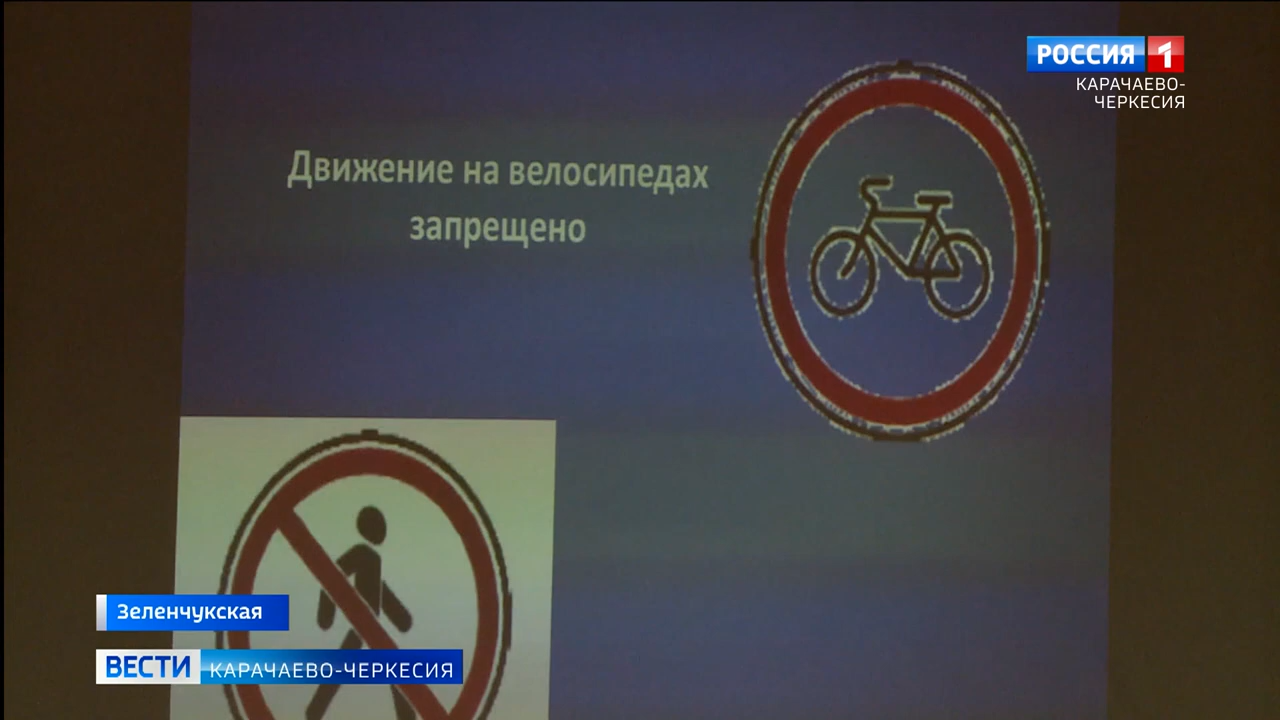 РОССИЯ 1
КАРАЧАЕВО-
ЧЕРКЕСИЯ
Движение на велосипедах
запрещено
Зеленчукская
ВЕСТИ КАРАЧАЕВО-ЧЕРКЕСИЯ